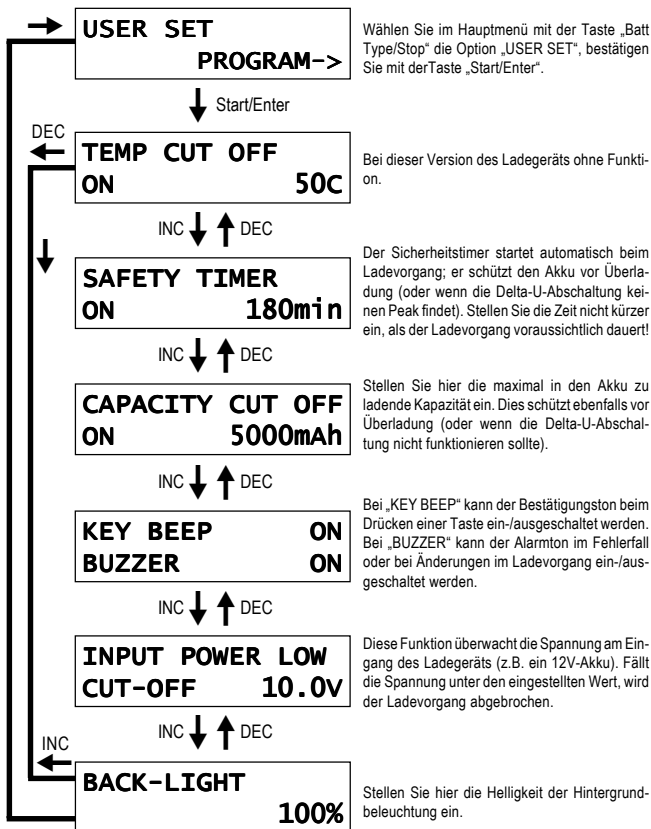 USER SET
PROGRAM->
Wählen Sie im Hauptmenü mit der Taste „Batt
Type/Stop“ die Option „USER SET“, bestätigen
Sie mit derTaste „Start/Enter“.
Start/Enter
DEC
TEMP CUT OFF
ON 50C
Bei dieser Version des Ladegeräts ohne Funkti-
on.
INC DEC
SAFETY TIMER
ON 180min
Der Sicherheitstimer startet automatisch beim
Ladevorgang; er schützt den Akku vor Überla-
dung (oder wenn die Delta-U-Abschaltung kei-
nen Peak findet). Stellen Sie die Zeit nicht kürzer
ein, als der Ladevorgang voraussichtlich dauert!
INC DEC
CAPACITY CUT OFF
ON 5000mAh
Stellen Sie hier die maximal in den Akku zu
ladende Kapazität ein. Dies schützt ebenfalls vor
Überladung (oder wenn die Delta-U-Abschal-
tung nicht funktionieren sollte).
INC DEC
KEY BEEP ON
BUZZER ON
Bei „KEY BEEP“ kann der Bestätigungston beim
Drücken einer Taste ein-/ausgeschaltet werden.
Bei „BUZZER“ kann der Alarmton im Fehlerfall
oder bei Änderungen im Ladevorgang ein-/aus-
geschaltet werden.
INC DEC
INPUT POWER LOW
CUT-OFF 10.0V
Diese Funktion überwacht die Spannung am Ein-
gang des Ladegeräts (z.B. ein 12V-Akku). Fällt
die Spannung unter den eingestellten Wert, wird
der Ladevorgang abgebrochen.
INC DEC
INC
BACK-LIGHT
100%
Stellen Sie hier die Helligkeit der Hintergrund-
beleuchtung ein.